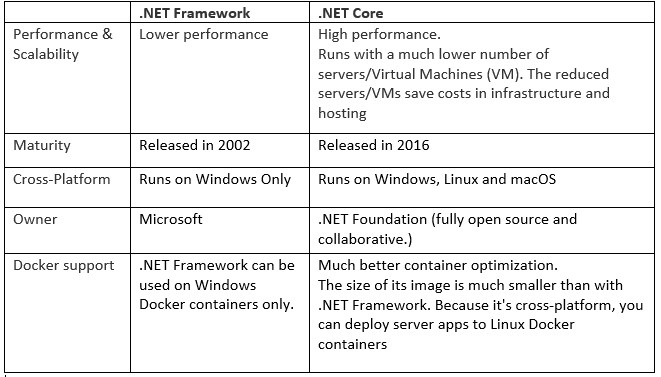 .NET Framework .NET Core
Performance & Scalability Lower performance High performance.
Runs with a much lower number of
servers/Virtual Machines (VM). The reduced
servers/VMs save costs in infrastructure and
hosting
Maturity Released in 2002 Released in 2016
Cross-Platform Runs on Windows Only Runs on Windows, Linux and macOS
Owner Microsoft .NET Foundation (fully open source and
collaborative.)
Docker support .NET Framework can be
used on Windows
Docker containers only.
Much better container optimization.
The size of its image is much smaller than with
.NET Framework. Because it's cross-platform, you
can deploy server apps to Linux Docker
containers